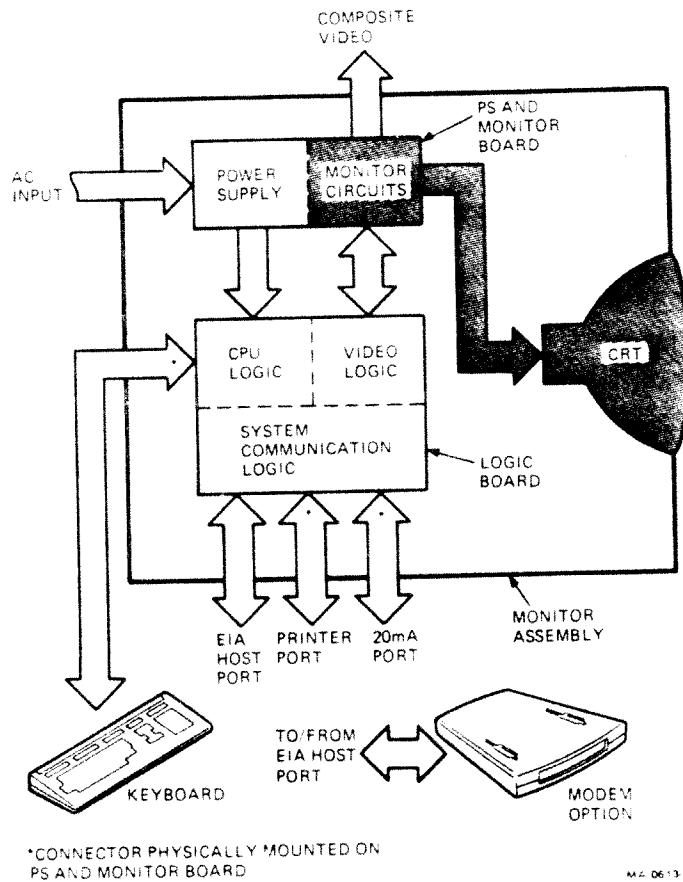 COMPOSITE
VIDEO
PS AND
MONITOR
BOARD
AC
INPUT
POWER
SUPPLY
MONITOR
CIRCUITS
CPU
LOGIC
VIDEO
LOGIC
CRT
SYSTEM
COMMUNICATION
LOGIC
LOGIC
BOARD
EIA
HOST
PORT
PRINTER
PORT
20mA
PORT
MONITOR
ASSEMBLY
KEYBOARD
TO/FROM
EIA HOST
PORT
MODEM
OPTION
*CONNECTOR PHYSICALLY MOUNTED ON
PS AND MONITOR BOARD
MA-0613